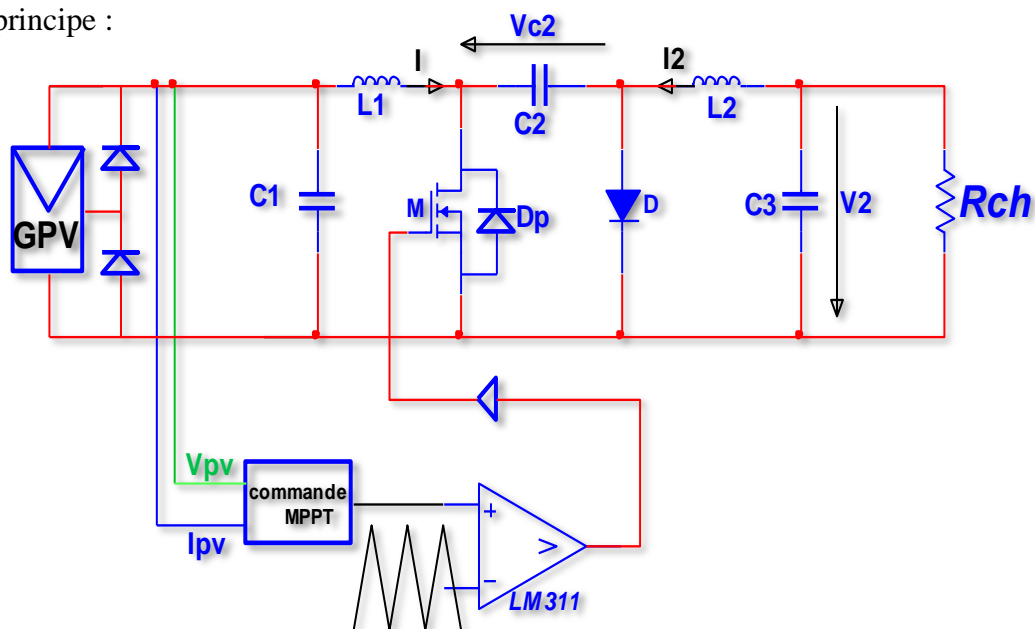 principe :
Vc2
I
I2
L1
C2
L2
GPV
C1
M
Dp
D
C3
V2
Rch
Vpv
commande
MPPT
Ipv
+
>
−
LM311